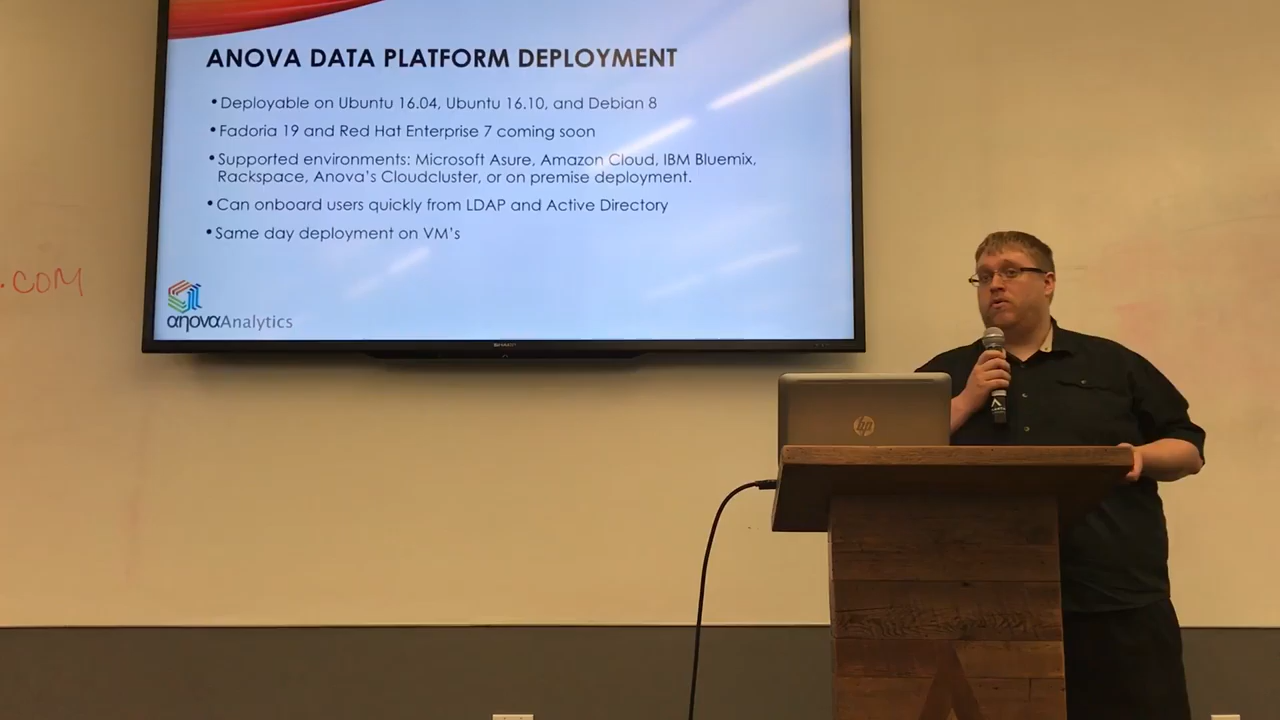 ANOVA DATA PLATFORM DEPLOYMENT
• Deployable on Ubuntu 16.04, Ubuntu 16.10, and Debian 8
• Fadoria 19 and Red Hat Enterprise 7 coming soon
• Supported environments: Microsoft Asure, Amazon Cloud, IBM Bluemix,
Rackspace, Anova's Cloudcluster, or on premise deployment.
• Can onboard users quickly from LDAP and Active Directory
• Same day deployment on VM's
anovaAnalytics
SHARP
.COM
hp